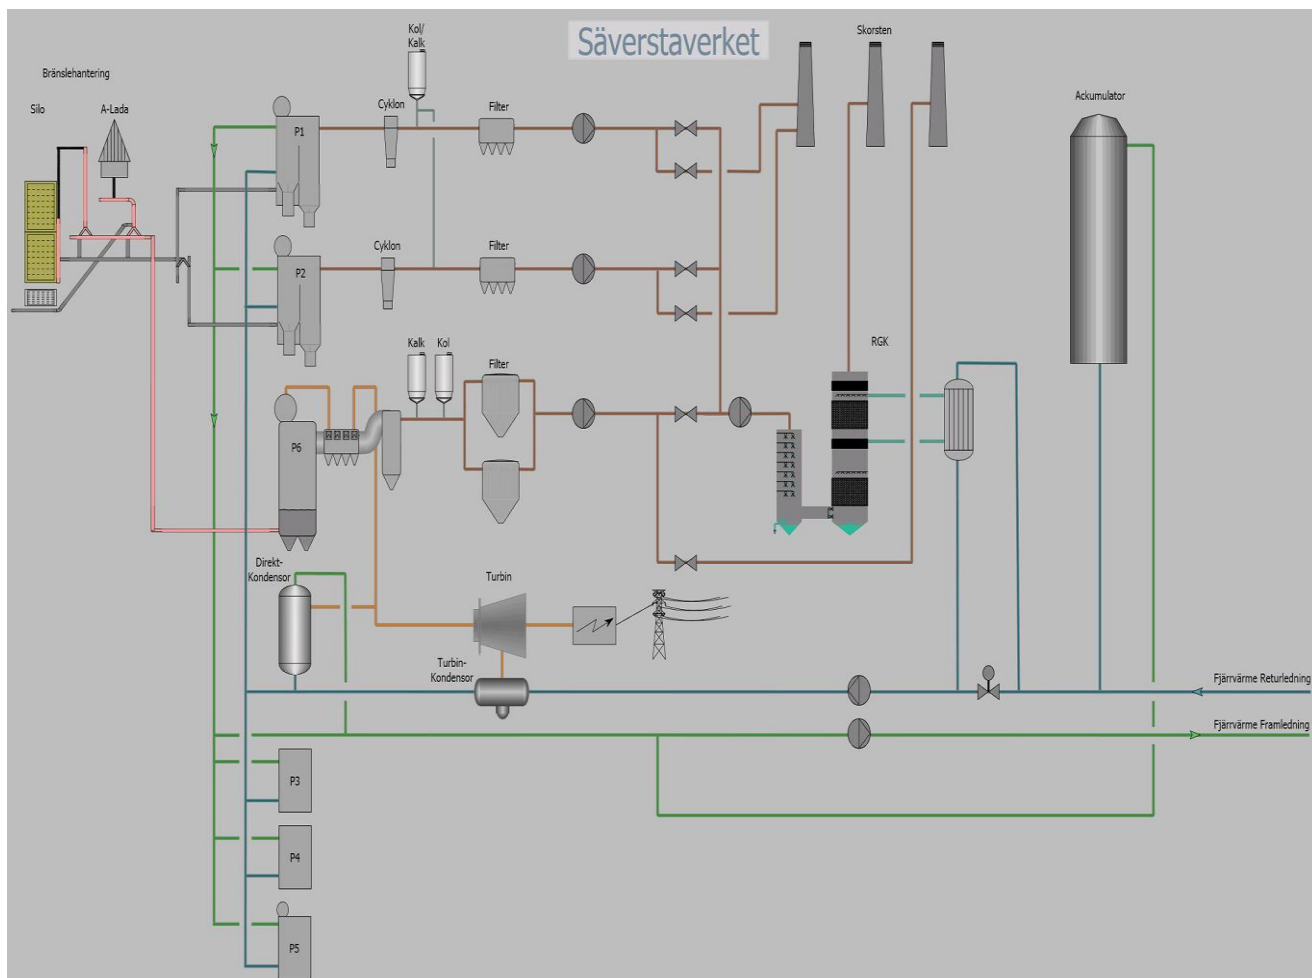 Säverstaverket
Kol/
Kalk
Skorsten
Bränslehantering
Silo
A-Lada
Cyklon
Filter
Ackumulator
P1
Cyklon
Filter
P2
Kalk
Kol
Filter
RGK
P6
Direkt-
Kondensor
Turbin
Turbin-
Kondensor
Fjärrvärme Returledning
Fjärrvärme Framledning
P3
P4
P5